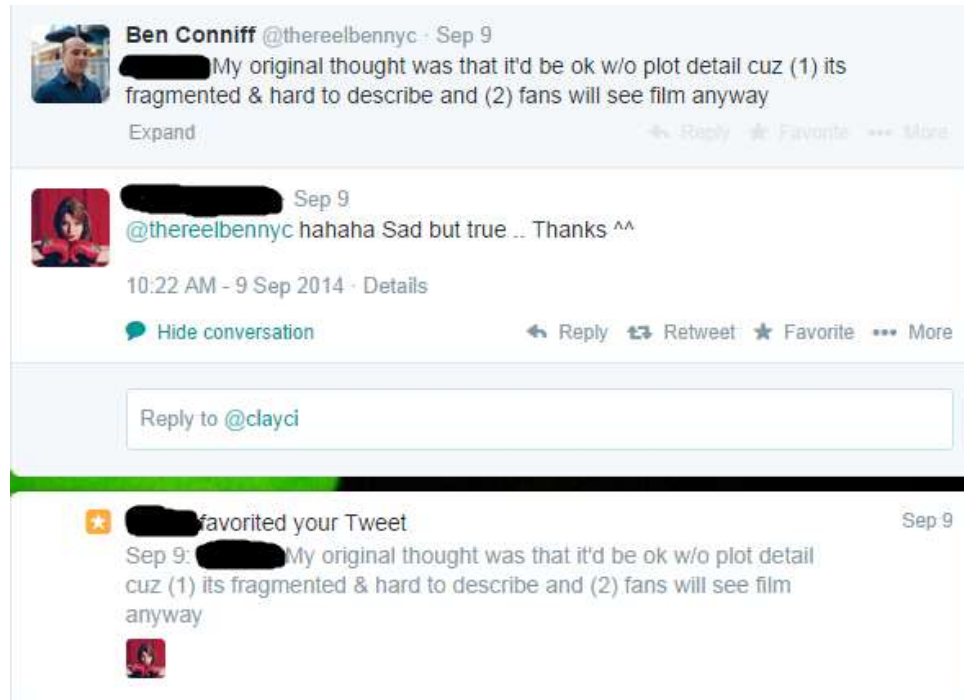 Ben Conniff @thereelbennyc · Sep 9
My original thought was that it'd be ok w/o plot detail cuz (1) its
fragmented & hard to describe and (2) fans will see film anyway
Expand Reply Favorite More
Sep 9
@thereelbennyc hahaha Sad but true .. Thanks ^^
10:22 AM - 9 Sep 2014 · Details
Hide conversation Reply Retweet Favorite More
Reply to @clayci
favorited your Tweet Sep 9
Sep 9: My original thought was that it'd be ok w/o plot detail
cuz (1) its fragmented & hard to describe and (2) fans will see film
anyway